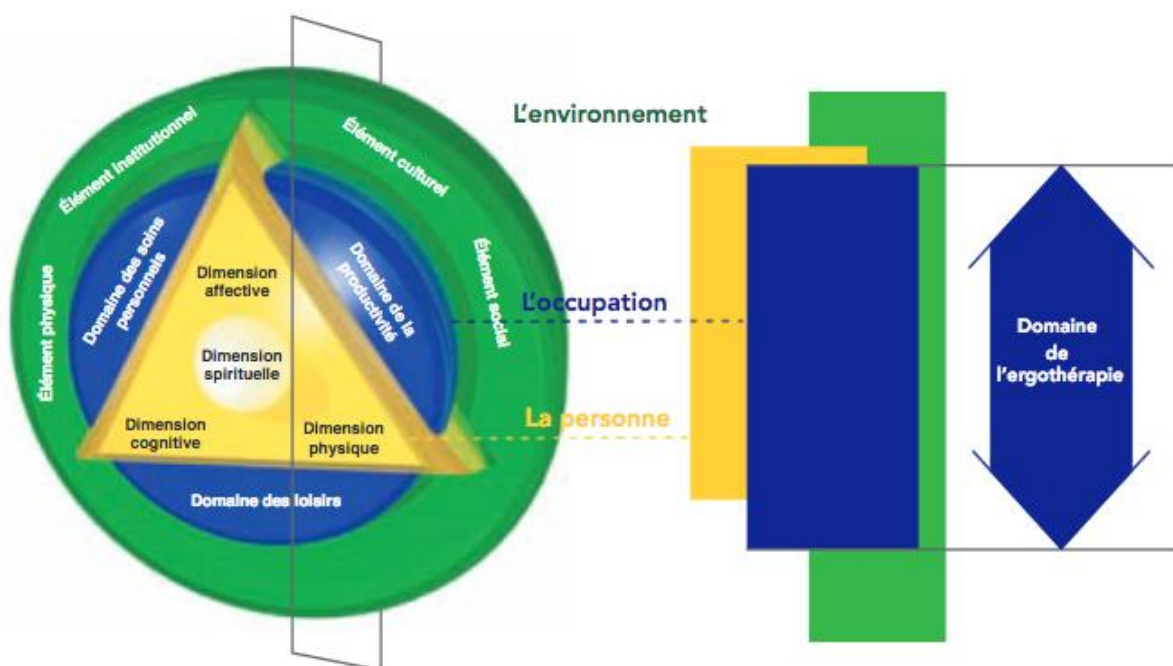 L'environnement
Élément institutionnel
Élément culturel
Élément physique
Élément social
Domaine des soins
personnels
Domaine de la
productivité
Dimension
affective
Dimension
spirituelle
Dimension
cognitive
Dimension
physique
Domaine des loisirs
L'occupation
La personne
Domaine
de
l'ergothérapie